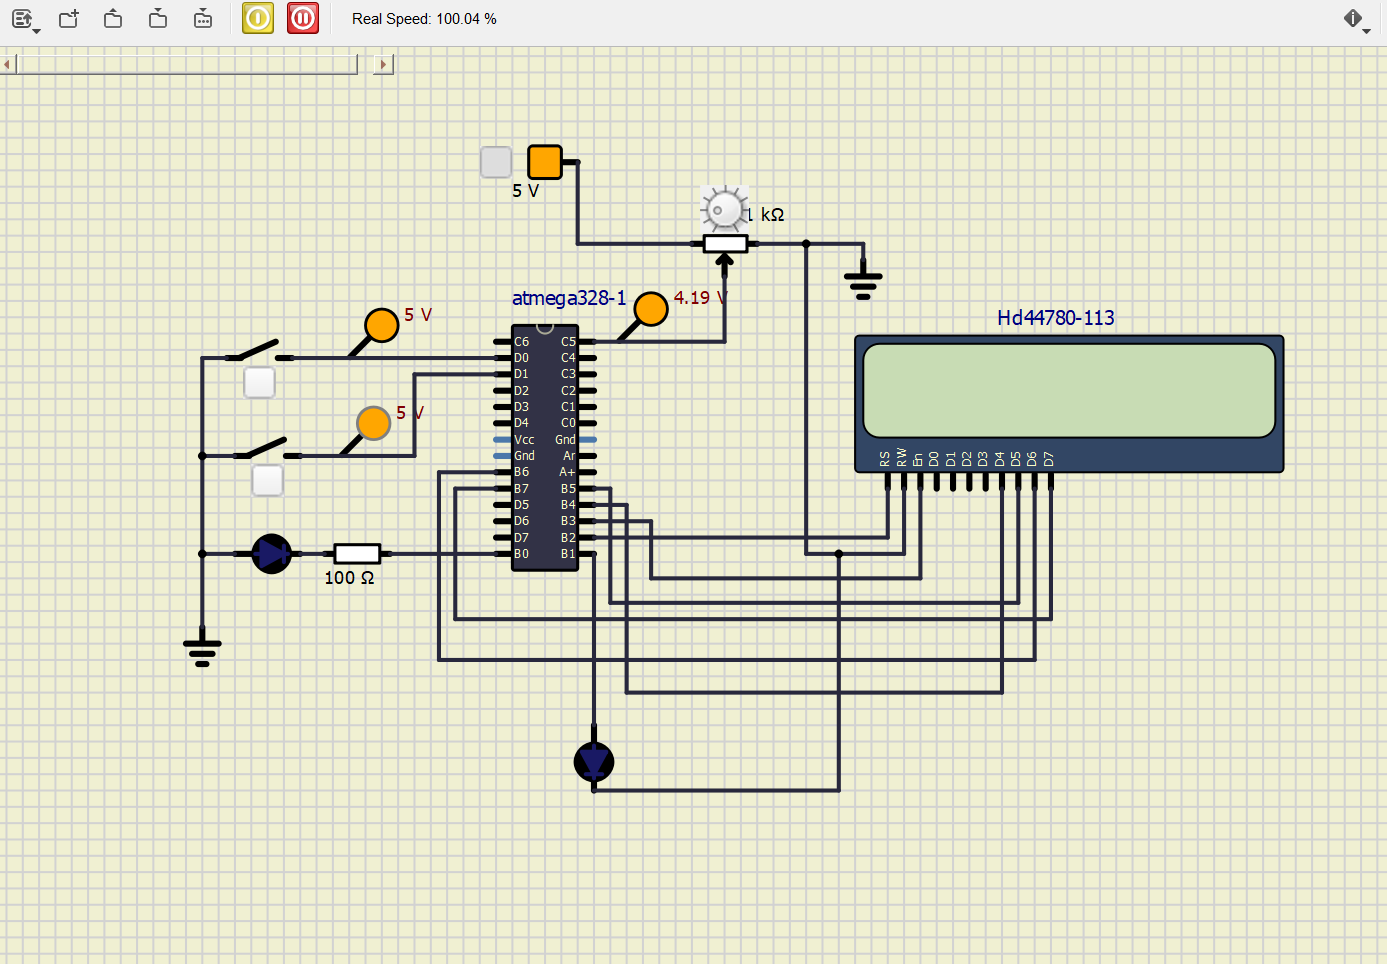 Real Speed: 100.04 %
5 V
1 kΩ
atmega328-1
4.19 V
5 V
Hd44780-113
5 V
C6 C5
D0 C4
D1 C3
D2 C2
D3 C1
D4 C0
Vcc Gnd
Gnd Ar
B6 A+
B7 B5
D5 B4
D6 B3
D7 B2
B0 B1
RS RW En D0 D1 D2 D3 D4 D5 D6 D7
100 Ω